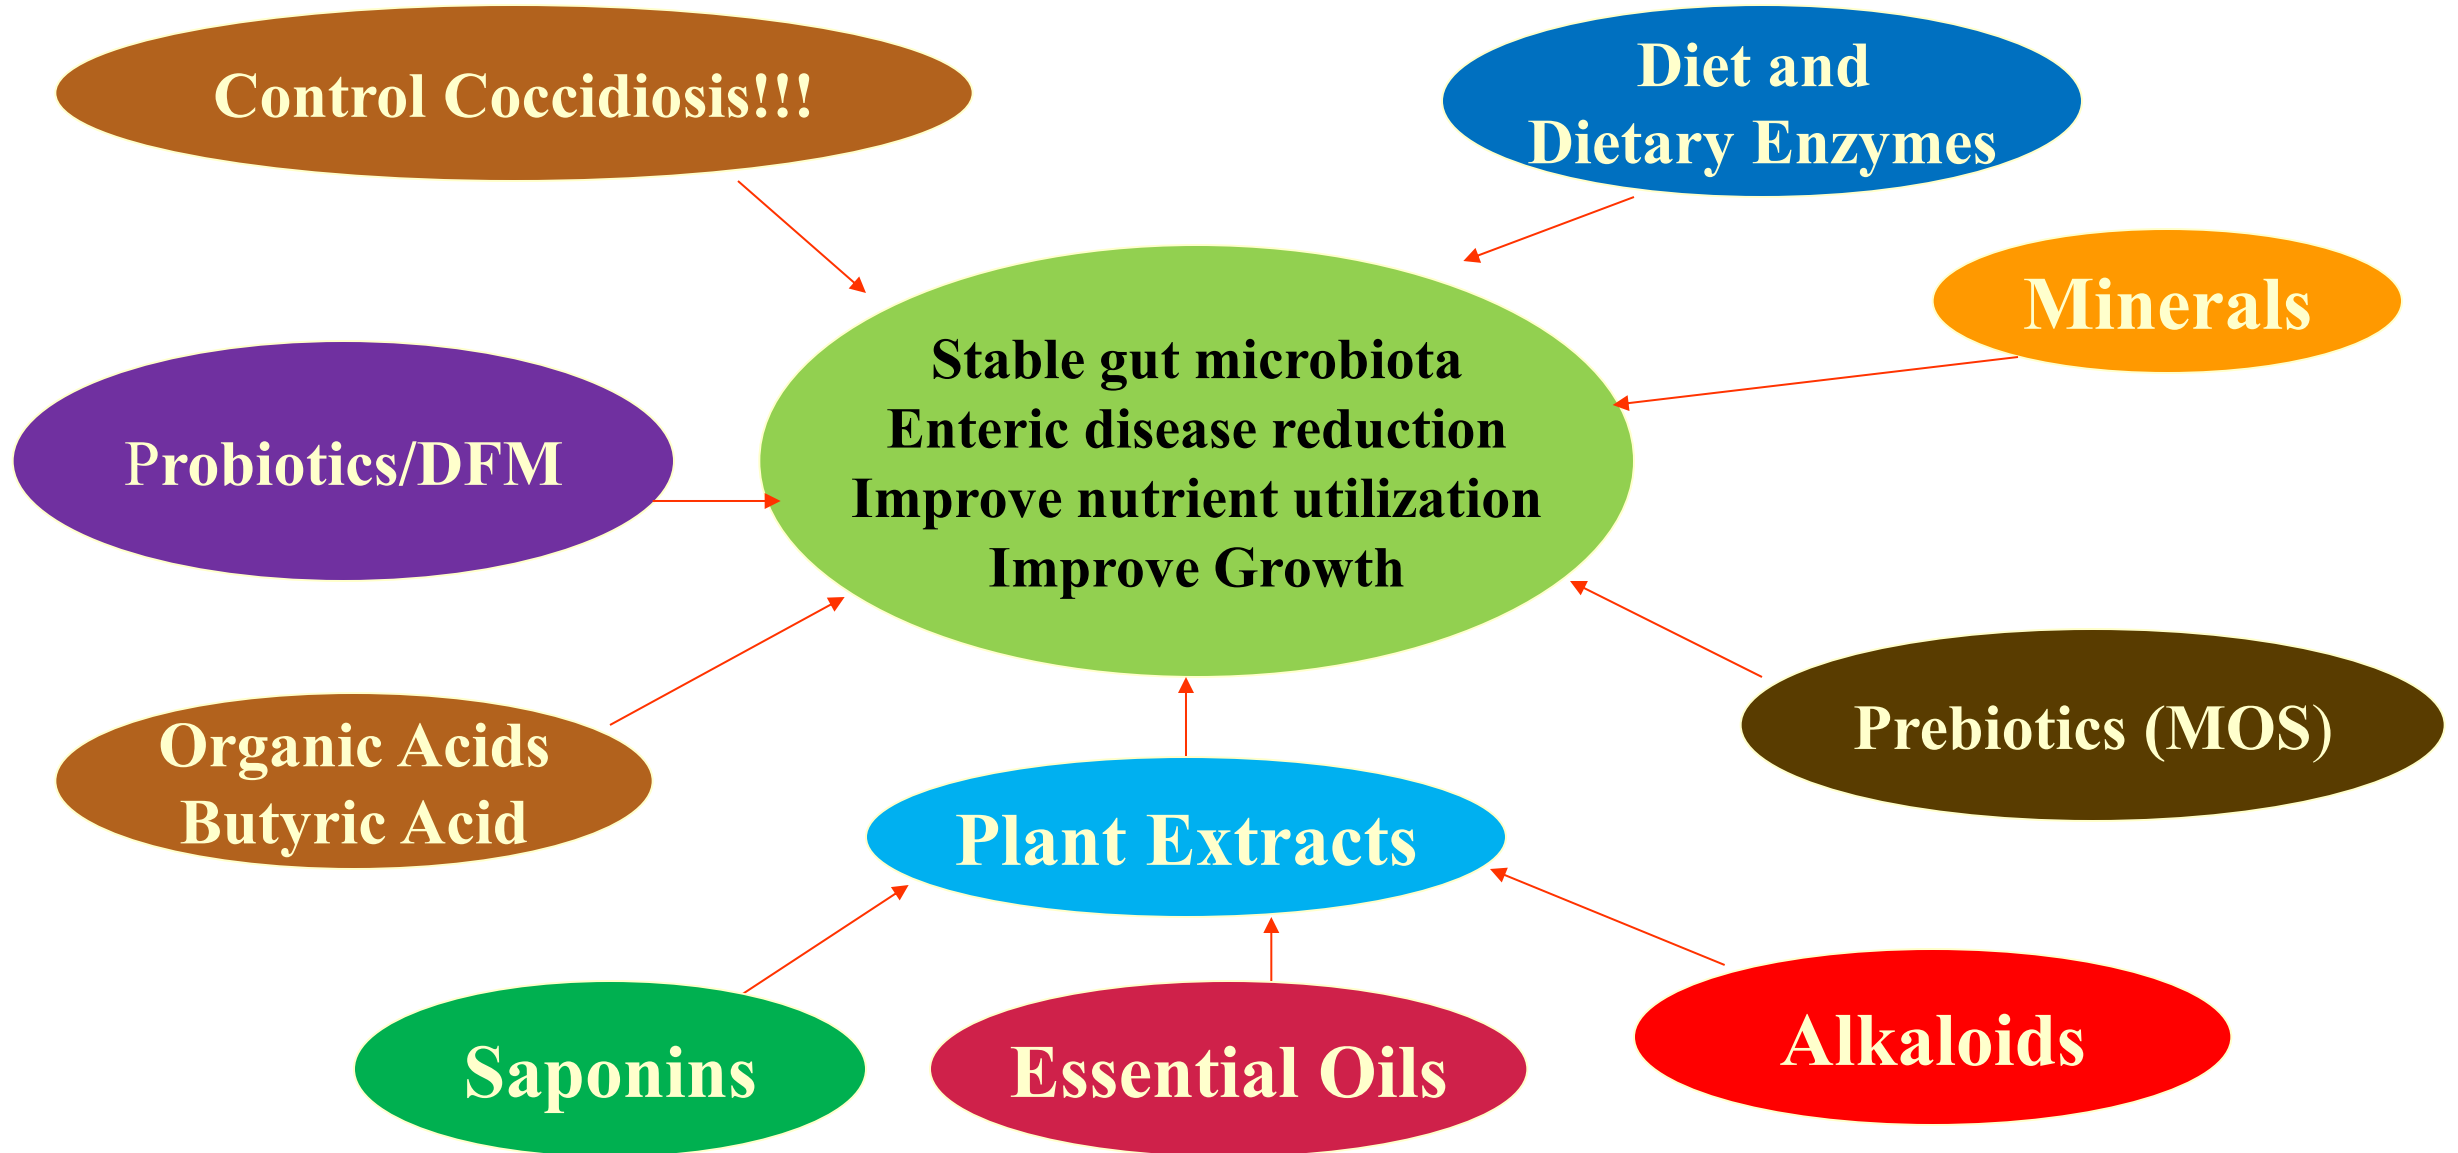 Control Coccidiosis!!!
Diet and
Dietary Enzymes
Minerals
Stable gut microbiota
Enteric disease reduction
Improve nutrient utilization
Improve Growth
Probiotics/DFM
Organic Acids
Butyric Acid
Prebiotics (MOS)
Plant Extracts
Saponins
Essential Oils
Alkaloids